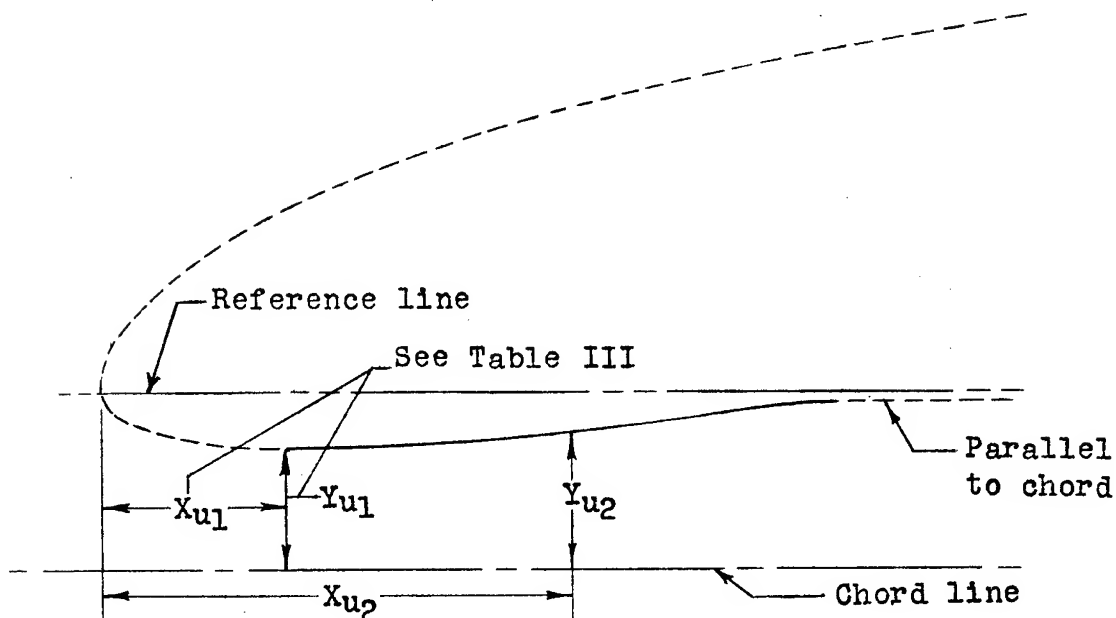 Reference line
See Table III
Parallel
to chord
Xu1
Yu1
Yu2
Xu2
Chord line